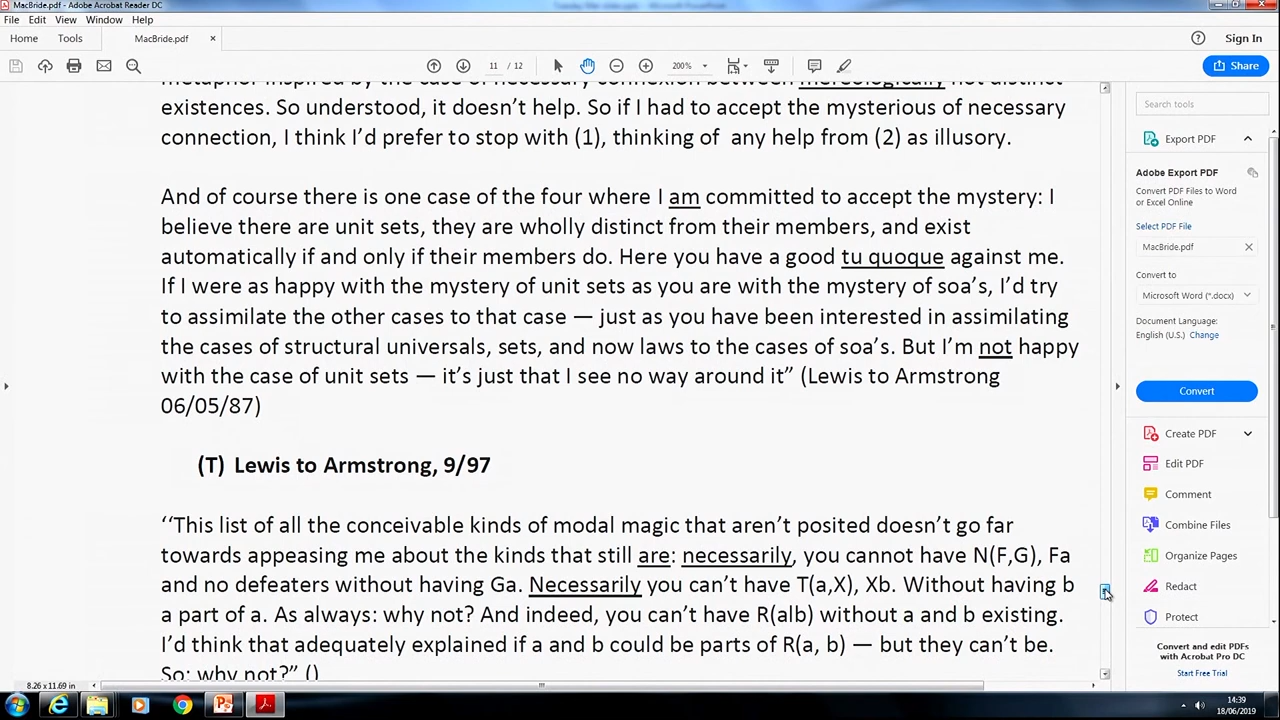 MacBride.pdf - Adobe Acrobat Reader DC
File Edit View Window Help
Home Tools MacBride.pdf × Sign In
11 / 12 200% Share
existences. So understood, it doesn't help. So if I had to accept the mysterious of necessary
connection, I think I'd prefer to stop with (1), thinking of any help from (2) as illusory.
And of course there is one case of the four where I am committed to accept the mystery: I
believe there are unit sets, they are wholly distinct from their members, and exist
automatically if and only if their members do. Here you have a good tu quoque against me.
If I were as happy with the mystery of unit sets as you are with the mystery of soa's, I'd try
to assimilate the other cases to that case — just as you have been interested in assimilating
the cases of structural universals, sets, and now laws to the cases of soa's. But I'm not happy
with the case of unit sets — it's just that I see no way around it” (Lewis to Armstrong
06/05/87)
(T) Lewis to Armstrong, 9/97
‘‘This list of all the conceivable kinds of modal magic that aren't posited doesn't go far
towards appeasing me about the kinds that still are: necessarily, you cannot have N(F,G), Fa
and no defeaters without having Ga. Necessarily you can't have T(a,X), Xb. Without having b
a part of a. As always: why not? And indeed, you can't have R(alb) without a and b existing.
I'd think that adequately explained if a and b could be parts of R(a, b) — but they can't be.
So: why not?” ()
8.26 x 11.69 in
Search tools
Export PDF
Adobe Export PDF
Convert PDF Files to Word
or Excel Online
Select PDF File
MacBride.pdf ×
Convert to
Microsoft Word (*.docx)
Document Language:
English (U.S.) Change
Convert
Create PDF
Edit PDF
Comment
Combine Files
Organize Pages
Redact
Protect
Convert and edit PDFs
with Acrobat Pro DC
Start Free Trial
14:39
18/06/2019